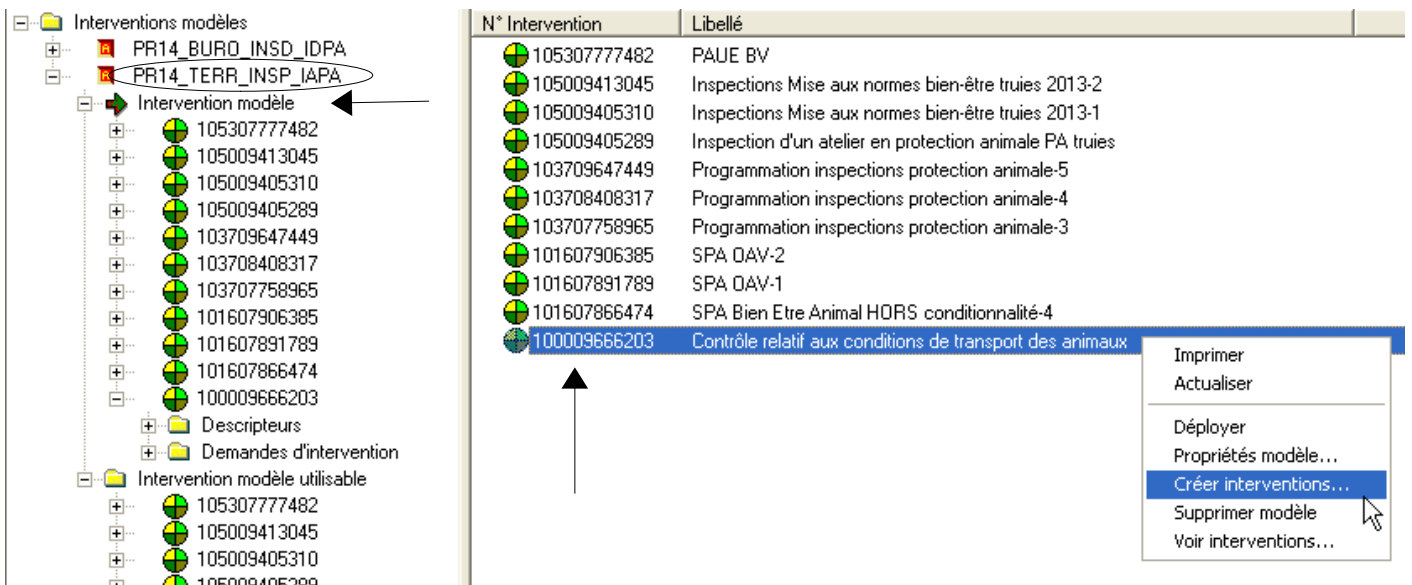 Interventions modèles
PR14_BURO_INSD_IDPA
PR14_TERR_INSP_IAPA
Intervention modèle
105307777482
105009413045
105009405310
105009405289
103709647449
103708408317
103707758965
101607906385
101607891789
101607866474
100009666203
Descripteurs
Demandes d'intervention
Intervention modèle utilisable
105307777482
105009413045
105009405310
105009405289
N° Intervention Libellé
105307777482 PAUE BV
105009413045 Inspections Mise aux normes bien-être truies 2013-2
105009405310 Inspections Mise aux normes bien-être truies 2013-1
105009405289 Inspection d'un atelier en protection animale PA truies
103709647449 Programmation inspections protection animale-5
103708408317 Programmation inspections protection animale-4
103707758965 Programmation inspections protection animale-3
101607906385 SPA OAV-2
101607891789 SPA OAV-1
101607866474 SPA Bien Etre Animal HORS conditionnalité-4
100009666203 Contrôle relatif aux conditions de transport des animaux
Imprimer
Actualiser
Déployer
Propriétés modèle...
Créer interventions...
Supprimer modèle
Voir interventions...